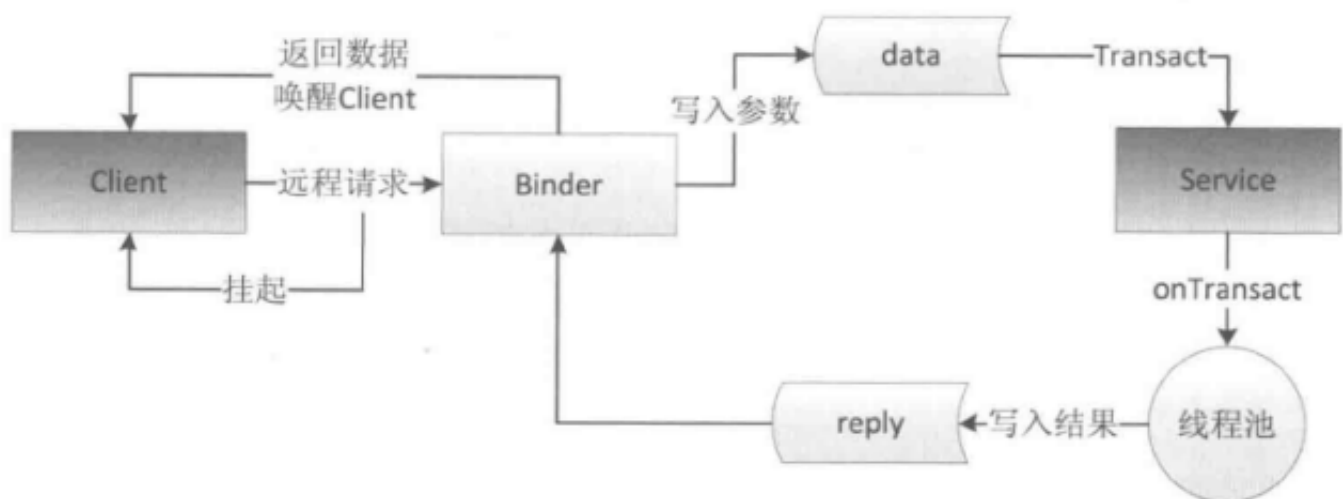 返回数据
唤醒Client
data
Transact
写入参数
Client
远程请求
Binder
Service
挂起
onTransact
reply
写入结果
线程池